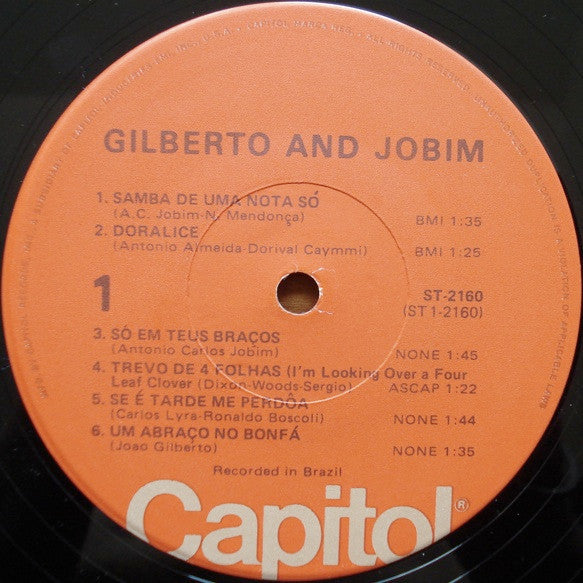 GILBERTO AND JOBIM
1. SAMBA DE UMA NOTA SÓ
(A.C. Jobim-N. Mendonça) BMI 1:35
2. DORALICE
(Antonio Almeida-Dorival Caymmi) BMI 1:25
1
ST-2160
(ST1-2160)
3. SÓ EM TEUS BRAÇOS
(Antonio Carlos Jobim) NONE 1:45
4. TREVO DE 4 FOLHAS (I'm Looking Over a Four
Leaf Clover (Dixon-Woods-Sergio) ASCAP 1:22
5. SE É TARDE ME PERDÔA
(Carlos Lyra-Ronaldo Boscoli) NONE 1:44
6. UM ABRAÇO NO BONFÁ
(Joao Gilberto) NONE 1:35
Recorded in Brazil
Capitol®